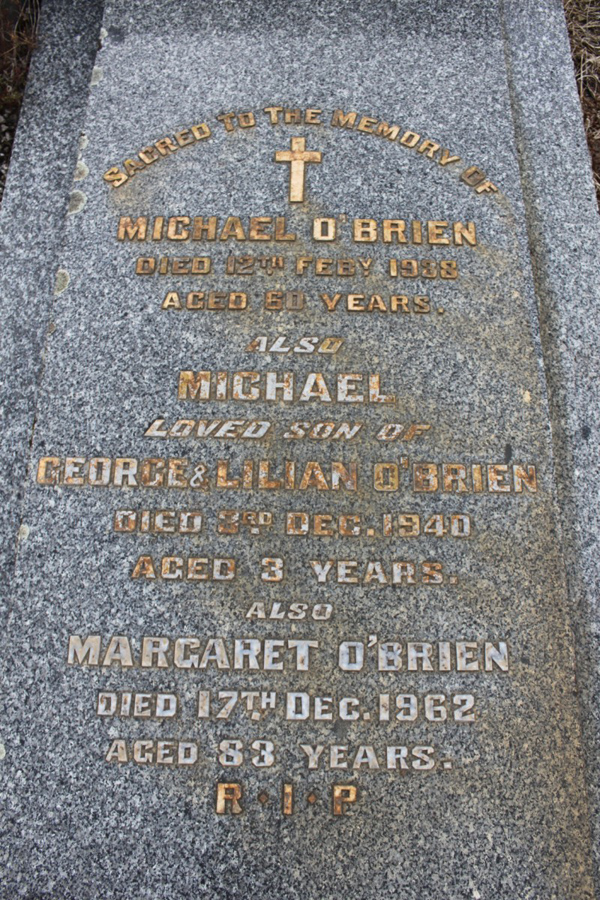 SACRED TO THE MEMORY OF
MICHAEL O'BRIEN
DIED 12TH FEBY 1938
AGED 60 YEARS.
ALSO
MICHAEL
LOVED SON OF
GEORGE & LILIAN O'BRIEN
DIED 3RD DEC. 1940
AGED 3 YEARS.
ALSO
MARGARET O'BRIEN
DIED 17TH DEC. 1962
AGED 83 YEARS.
R·I·P